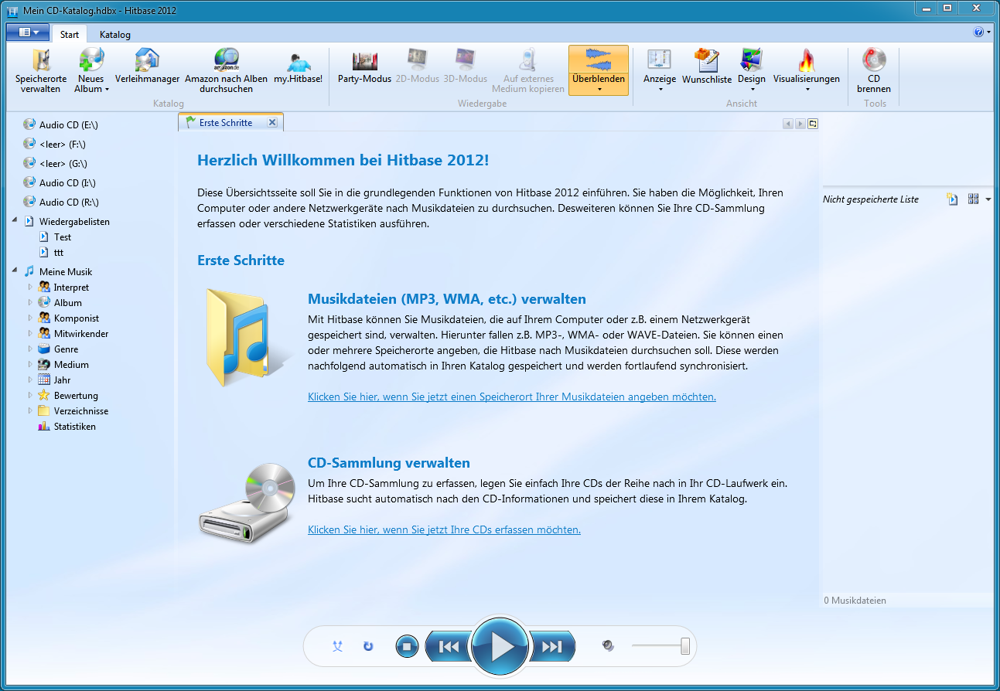 Mein CD-Katalog.hdbx - Hitbase 2012
Start
Katalog
Speicherorte
verwalten
Neues
Album
Verleihmanager
amazon.de
Amazon nach Alben
durchsuchen
my.Hitbase!
Katalog
Party-Modus
2D-Modus
3D-Modus
Auf externes
Medium kopieren
Überblenden
Wiedergabe
Anzeige
Wunschliste
Design
Visualisierungen
Ansicht
CD
brennen
Tools
Audio CD (E:\)
<leer> (F:\)
<leer> (G:\)
Audio CD (I:\)
Audio CD (R:\)
Wiedergabelisten
Test
ttt
Meine Musik
Interpret
Album
Komponist
Mitwirkender
Genre
Medium
Jahr
Bewertung
Verzeichnisse
Statistiken
Erste Schritte
Herzlich Willkommen bei Hitbase 2012!
Diese Übersichtsseite soll Sie in die grundlegenden Funktionen von Hitbase 2012 einführen. Sie haben die Möglichkeit, Ihren
Computer oder andere Netzwerkgeräte nach Musikdateien zu durchsuchen. Desweiteren können Sie Ihre CD-Sammlung
erfassen oder verschiedene Statistiken ausführen.
Erste Schritte
Musikdateien (MP3, WMA, etc.) verwalten
Mit Hitbase können Sie Musikdateien, die auf Ihrem Computer oder z.B. einem Netzwerkgerät
gespeichert sind, verwalten. Hierunter fallen z.B. MP3-, WMA- oder WAVE-Dateien. Sie können einen
oder mehrere Speicherorte angeben, die Hitbase nach Musikdateien durchsuchen soll. Diese werden
nachfolgend automatisch in Ihren Katalog gespeichert und werden fortlaufend synchronisiert.
Klicken Sie hier, wenn Sie jetzt einen Speicherort Ihrer Musikdateien angeben möchten.
CD-Sammlung verwalten
Um Ihre CD-Sammlung zu erfassen, legen Sie einfach Ihre CDs der Reihe nach in Ihr CD-Laufwerk ein.
Hitbase sucht automatisch nach den CD-Informationen und speichert diese in Ihrem Katalog.
Klicken Sie hier, wenn Sie jetzt Ihre CDs erfassen möchten.
Nicht gespeicherte Liste
0 Musikdateien